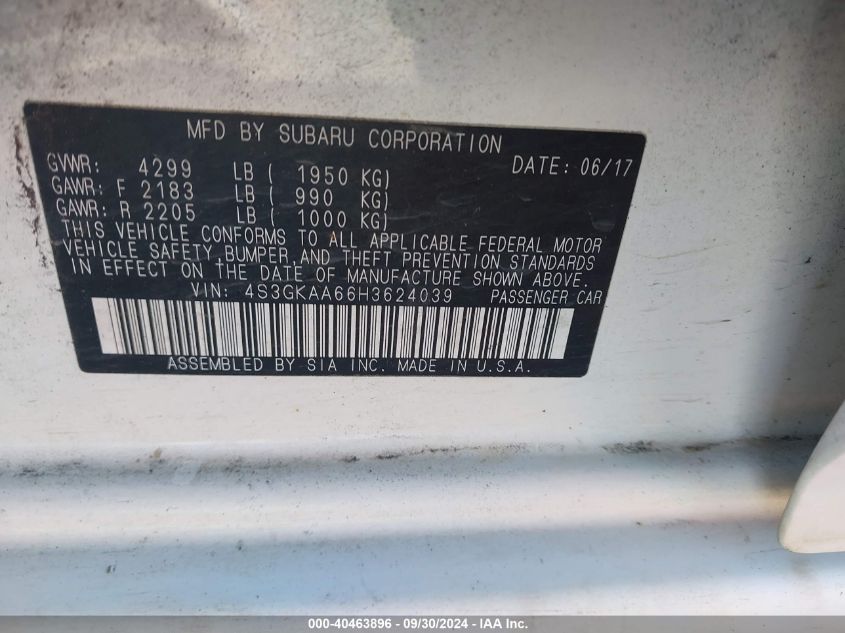 MFD BY SUBARU CORPORATION
GVWR: 4299 LB ( 1950 KG) DATE: 06/17
GAWR: F 2183 LB ( 990 KG)
GAWR: R 2205 LB ( 1000 KG)
THIS VEHICLE CONFORMS TO ALL APPLICABLE FEDERAL MOTOR
VEHICLE SAFETY, BUMPER, AND THEFT PREVENTION STANDARDS
IN EFFECT ON THE DATE OF MANUFACTURE SHOWN ABOVE.
VIN: 4S3GKAA66H3624039 PASSENGER CAR
ASSEMBLED BY SIA INC. MADE IN U.S.A.
000-40463896 - 09/30/2024 - IAA Inc.